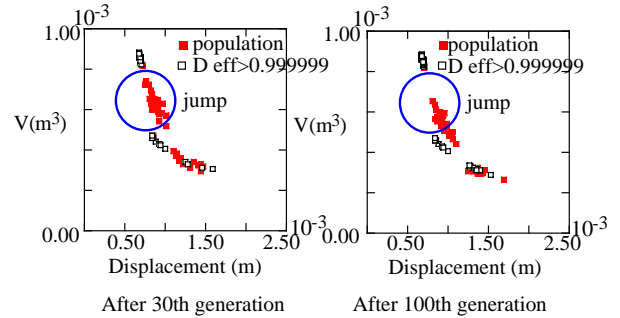 10⁻³
1.00
population
D eff>0.999999
jump
V(m³)
0.00
10⁻³
0.50 1.50 2.50
Displacement (m)
After 30th generation
10⁻³
1.00
population
D eff>0.999999
jump
V(m³)
0.00
10⁻³
0.50 1.50 2.50
Displacement (m)
After 100th generation